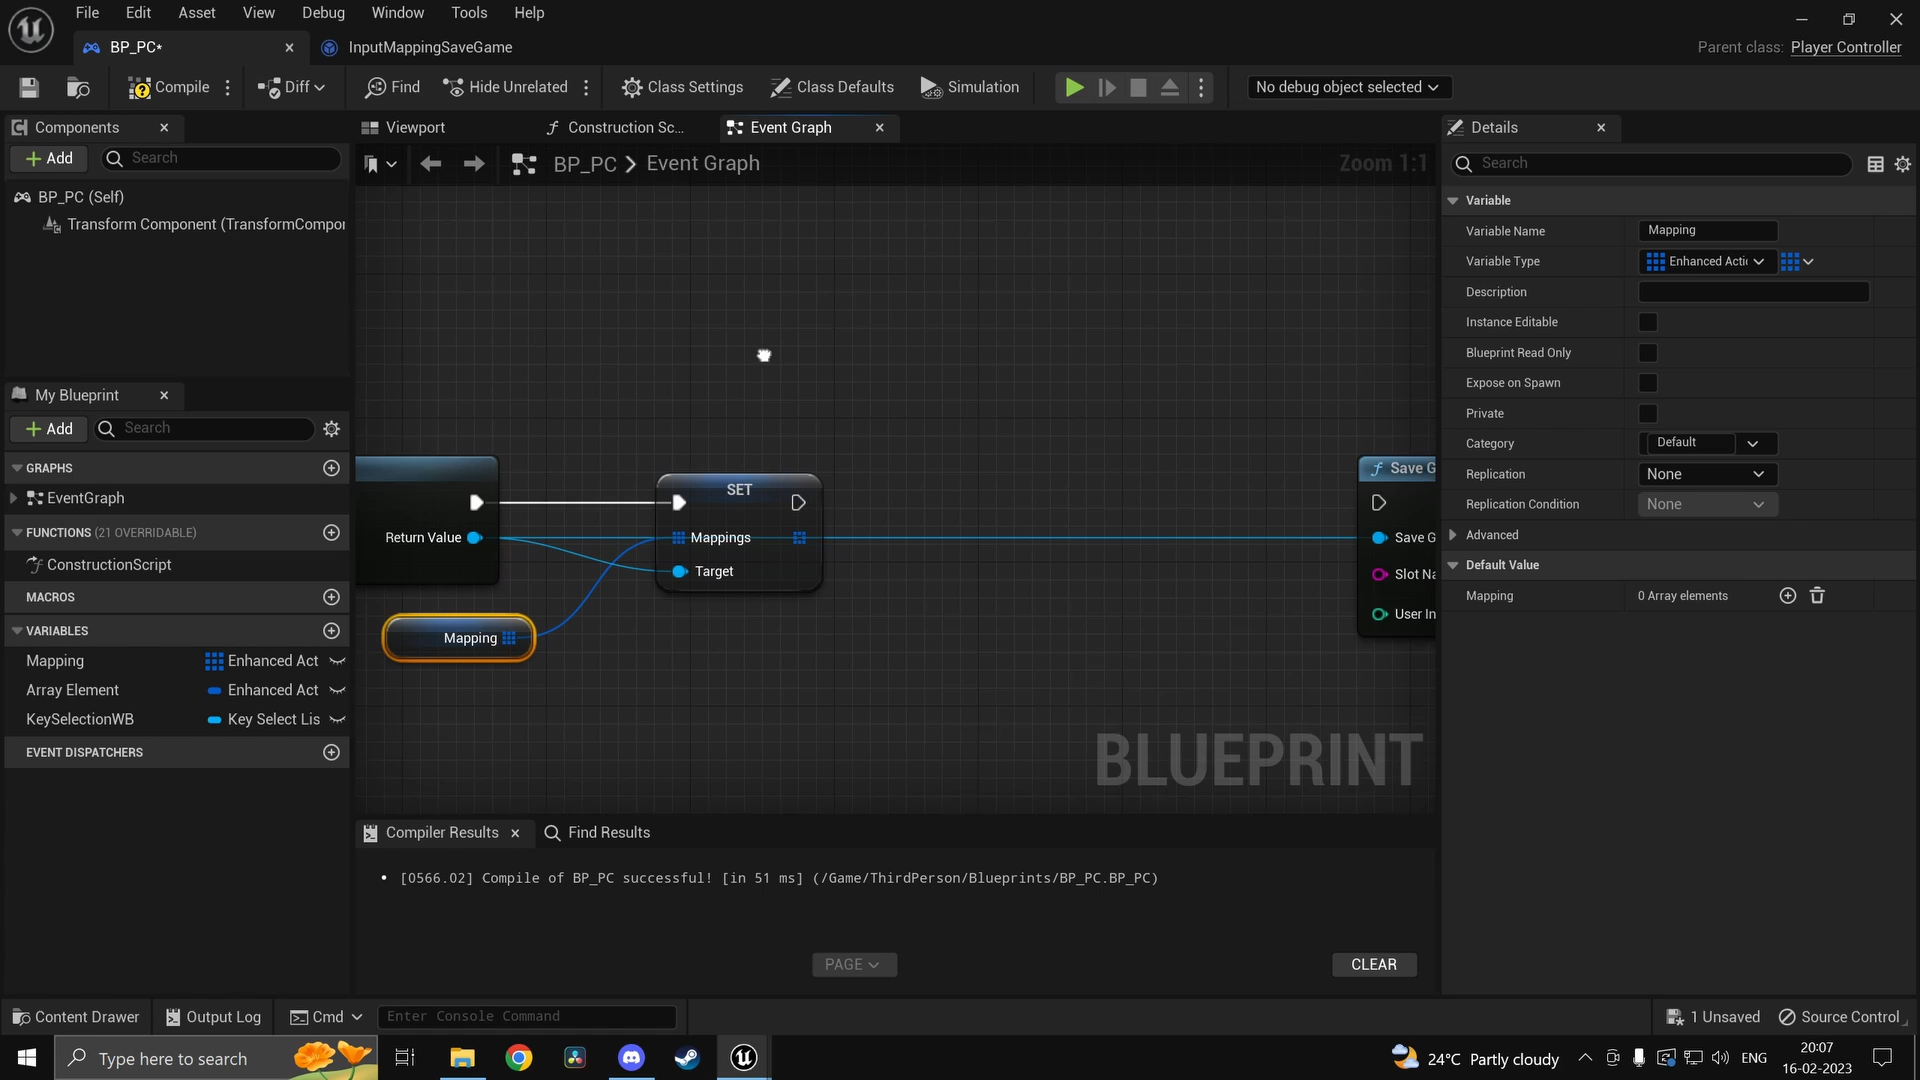 File Edit Asset View Debug Window Tools Help
BP_PC*
InputMappingSaveGame
Parent class: Player Controller
Compile
Diff
Find
Hide Unrelated
Class Settings
Class Defaults
Simulation
No debug object selected
Components
Viewport
Construction Sc...
Event Graph
Details
Add
Search
BP_PC > Event Graph
Zoom 1:1
Search
BP_PC (Self)
Transform Component (TransformCompor
Variable
Variable Name
Mapping
Variable Type
Enhanced Actic
Description
Instance Editable
Blueprint Read Only
Expose on Spawn
Private
Category
Default
Replication
None
Replication Condition
None
Advanced
Default Value
Mapping
0 Array elements
My Blueprint
Add
Search
GRAPHS
EventGraph
FUNCTIONS (21 OVERRIDABLE)
ConstructionScript
MACROS
VARIABLES
Mapping
Enhanced Act
Array Element
Enhanced Act
KeySelectionWB
Key Select Lis
EVENT DISPATCHERS
Return Value
SET
Mappings
Target
Mapping
f Save G
Save G
Slot Na
User In
BLUEPRINT
Compiler Results
Find Results
• [0566.02] Compile of BP_PC successful! [in 51 ms] (/Game/ThirdPerson/Blueprints/BP_PC.BP_PC)
PAGE
CLEAR
Content Drawer
Output Log
Cmd
Enter Console Command
1 Unsaved
Source Control
Type here to search
24°C Partly cloudy
ENG
20:07
16-02-2023